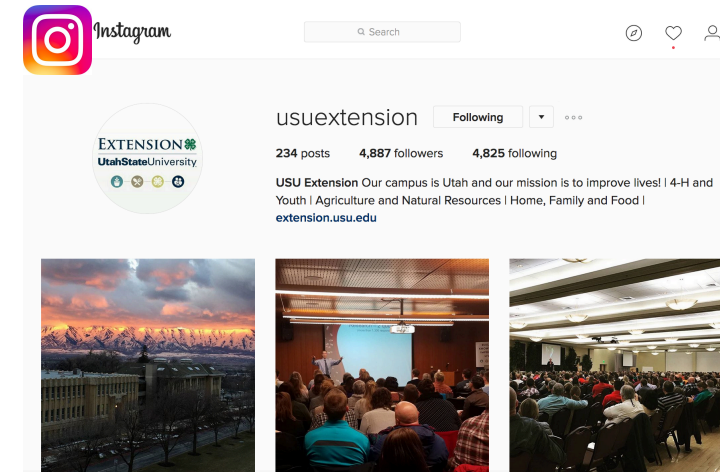 Instagram
Search
usuextension Following
234 posts 4,887 followers 4,825 following
USU Extension Our campus is Utah and our mission is to improve lives! | 4-H and
Youth | Agriculture and Natural Resources | Home, Family and Food |
extension.usu.edu
EXTENSION
UtahStateUniversity